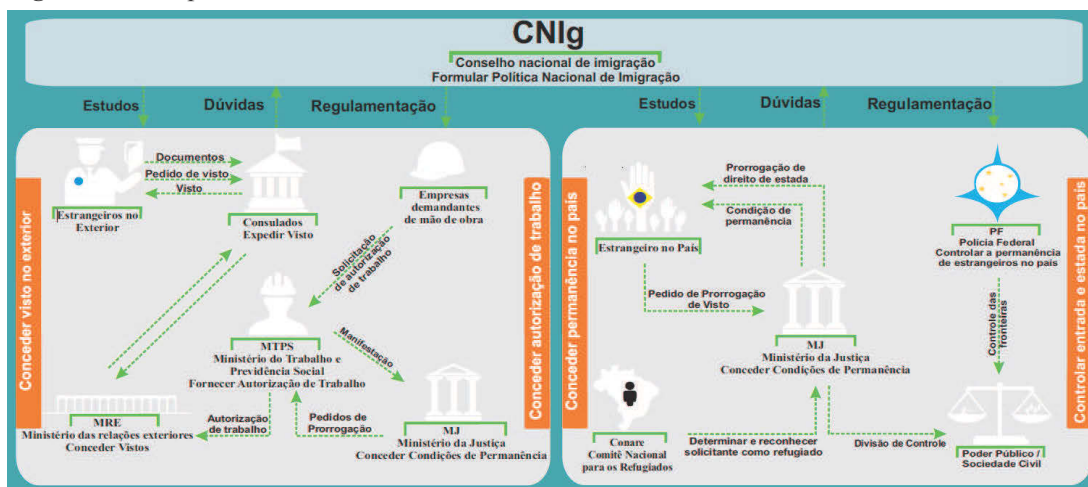 CNIg
Conselho nacional de imigração
Formular Política Nacional de Imigração
Estudos
Dúvidas
Regulamentação
Estudos
Dúvidas
Regulamentação
Conceder visto no exterior
Documentos
Pedido de visto
Visto
Estrangeiros no
Exterior
Consulados
Expedir Visto
Empresas
demandantes
de mão de obra
Solicitação
de autorização
de trabalho
MTPS
Ministério do Trabalho e
Previdência Social
Fornecer Autorização de Trabalho
Manifestação
MRE
Ministério das relações exteriores
Conceder Vistos
Autorização
de trabalho
Pedidos de
Prorrogação
MJ
Ministério da Justiça
Conceder Condições de Permanência
Conceder autorização de trabalho
Conceder permanência no país
Prorrogação de
direito de estada
Condição de
permanência
Estrangeiro no País
Pedido de Prorrogação
de Visto
MJ
Ministério da Justiça
Conceder Condições de Permanência
PF
Polícia Federal
Controlar a permanência
de estrangeiros no país
Controle das
fronteiras
Conare
Comitê Nacional
para os Refugiados
Determinar e reconhecer
solicitante como refugiado
Divisão de Controle
Poder Público /
Sociedade Civil
Controlar entrada e estada no país